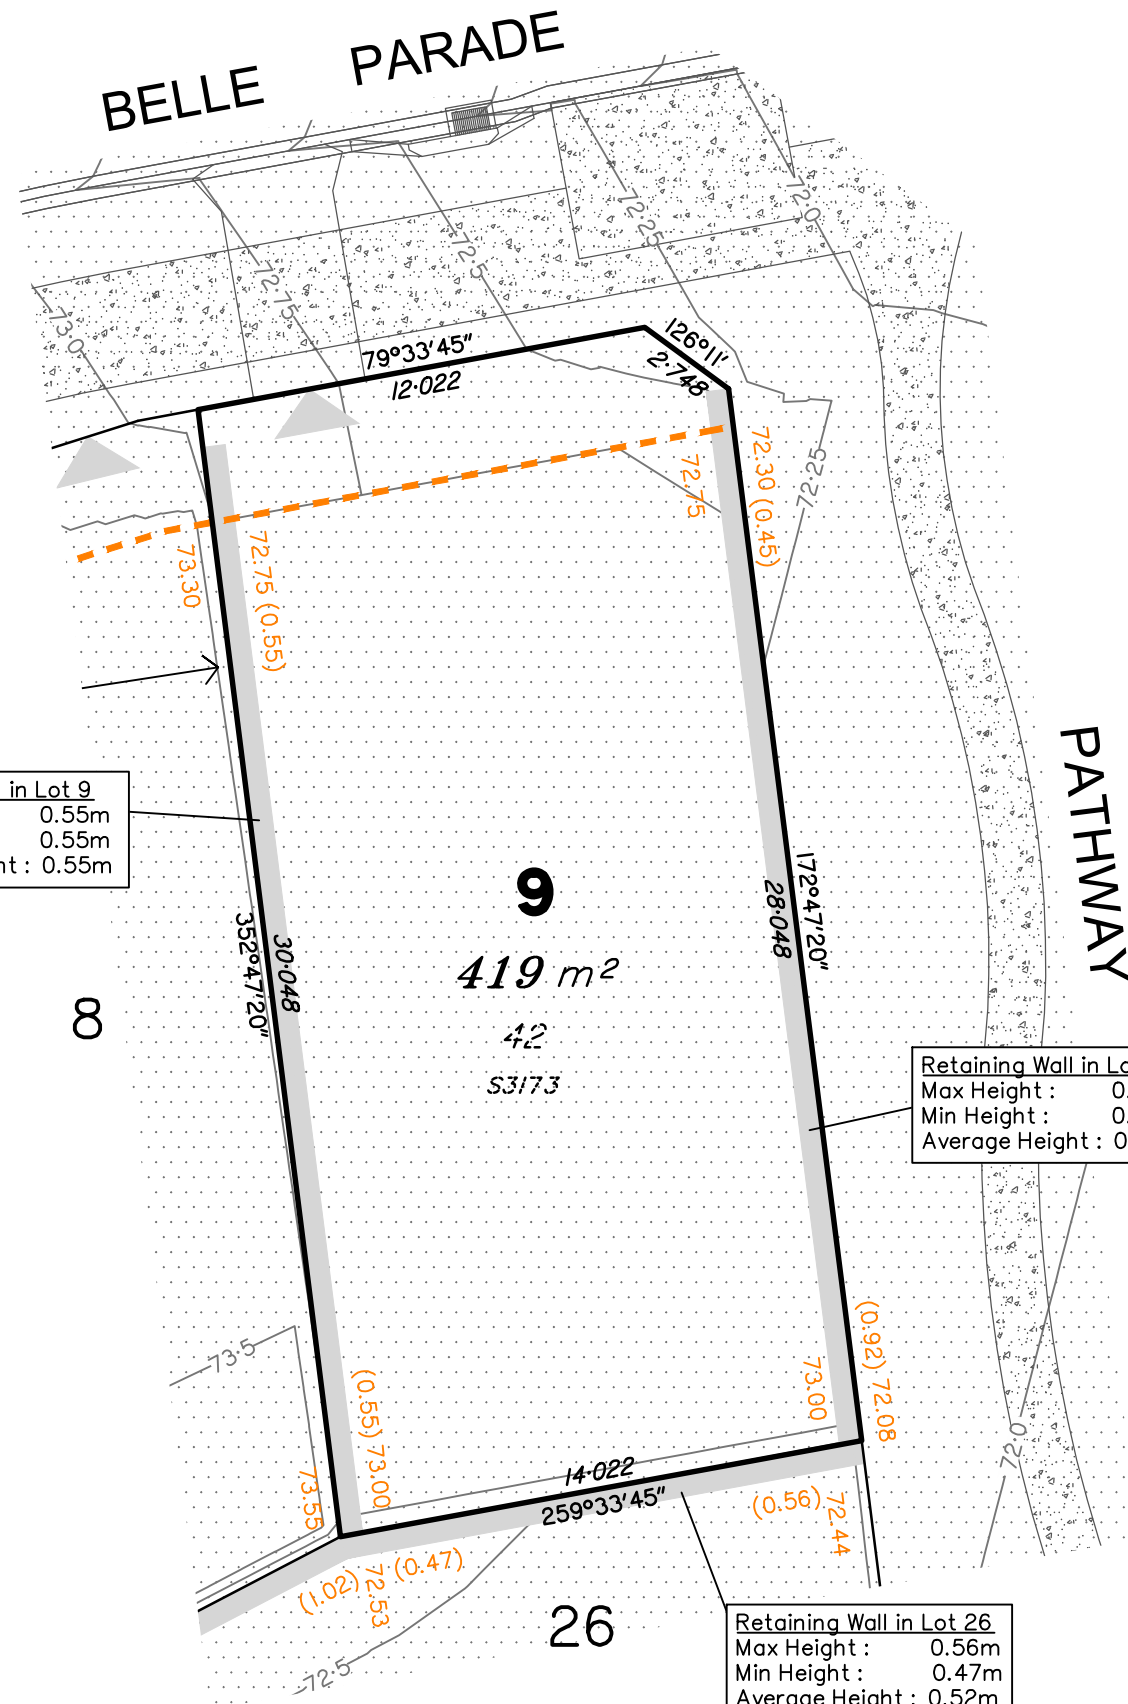 BELLE PARADE
72·0
72·25
72·5
72·75
73·0
79°33'45"
12·022
126°11'
2·748
72.30 (0.45)
72.75
72·25
73.30
72.75 (0.55)
in Lot 9
0.55m
0.55m
nt : 0.55m
PATHWAY
9
419 m²
42
S3173
352°47'20"
30·048
172°47'20"
28·048
8
Retaining Wall in Lo
Max Height : 0.
Min Height : 0.
Average Height : 0
73·5
(0.55) 73.00
73.55
73.00
(0.92) 72.08
72·0
14·022
259°33'45"
(0.56) 72.44
(1.02) 72.53 (0.47)
72·5
26
Retaining Wall in Lot 26
Max Height : 0.56m
Min Height : 0.47m
Average Height : 0.52m